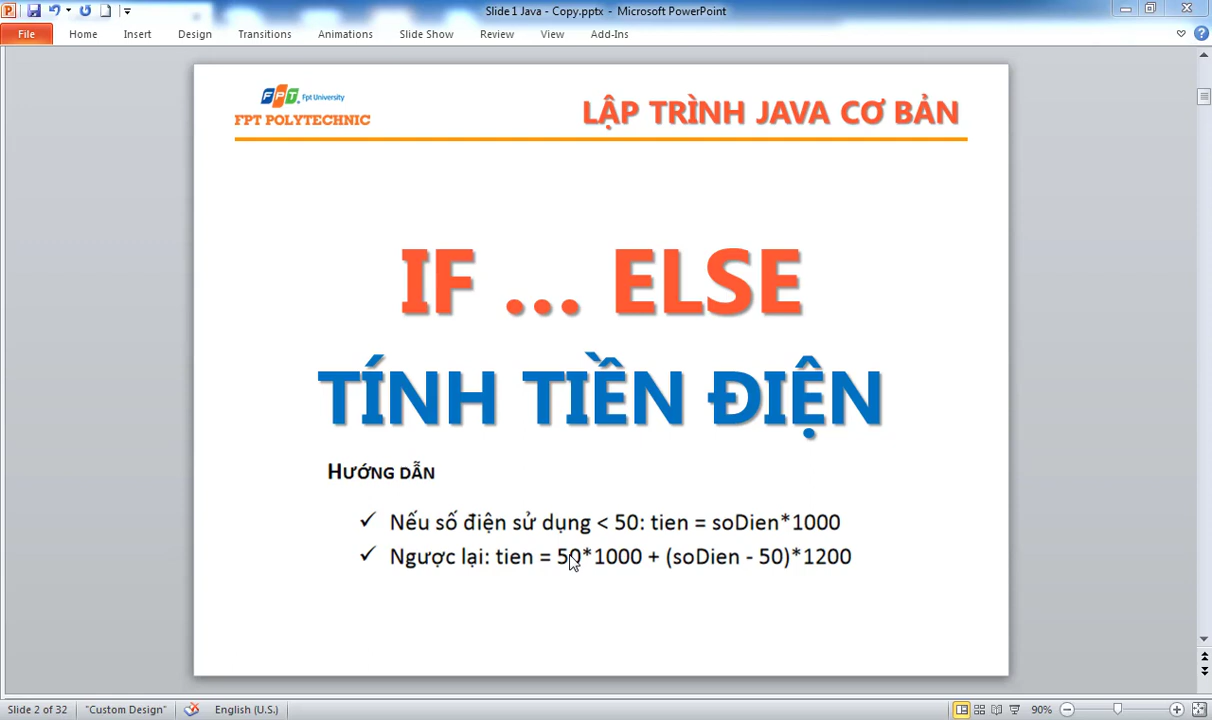 Slide 1 Java - Copy.pptx - Microsoft PowerPoint
File Home Insert Design Transitions Animations Slide Show Review View Add-Ins
FPT Fpt University
FPT POLYTECHNIC
LẬP TRÌNH JAVA CƠ BẢN
IF ... ELSE
TÍNH TIỀN ĐIỆN
HƯỚNG DẪN
✓ Nếu số điện sử dụng < 50: tien = soDien*1000
✓ Ngược lại: tien = 50*1000 + (soDien - 50)*1200
Slide 2 of 32 "Custom Design" English (U.S.) 90%